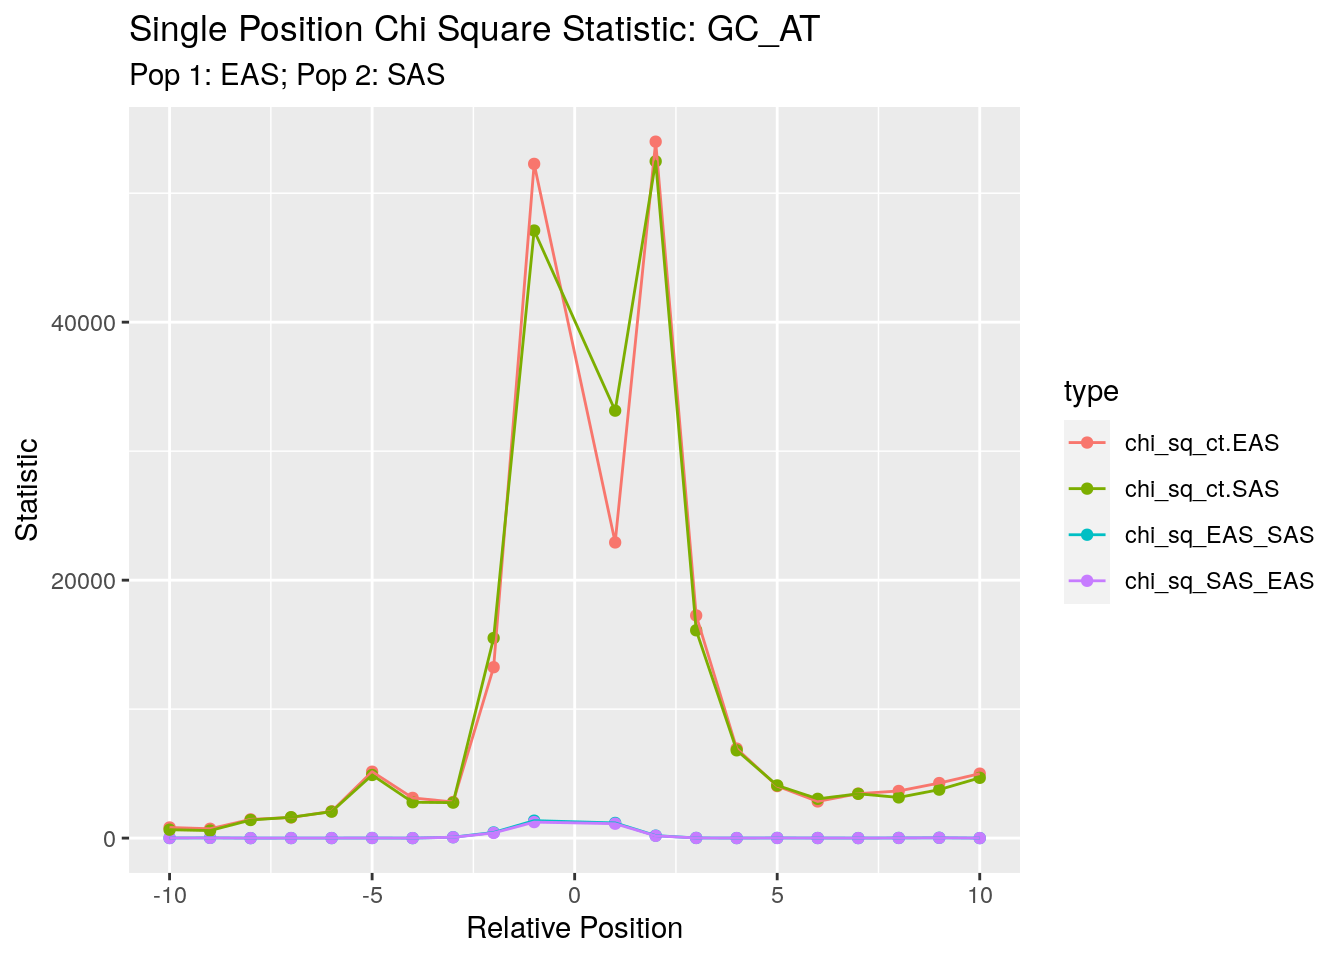 Single Position Chi Square Statistic: GC_AT
Pop 1: EAS; Pop 2: SAS
Statistic
40000
20000
0
-10
-5
0
5
10
Relative Position
type
chi_sq_ct.EAS
chi_sq_ct.SAS
chi_sq_EAS_SAS
chi_sq_SAS_EAS